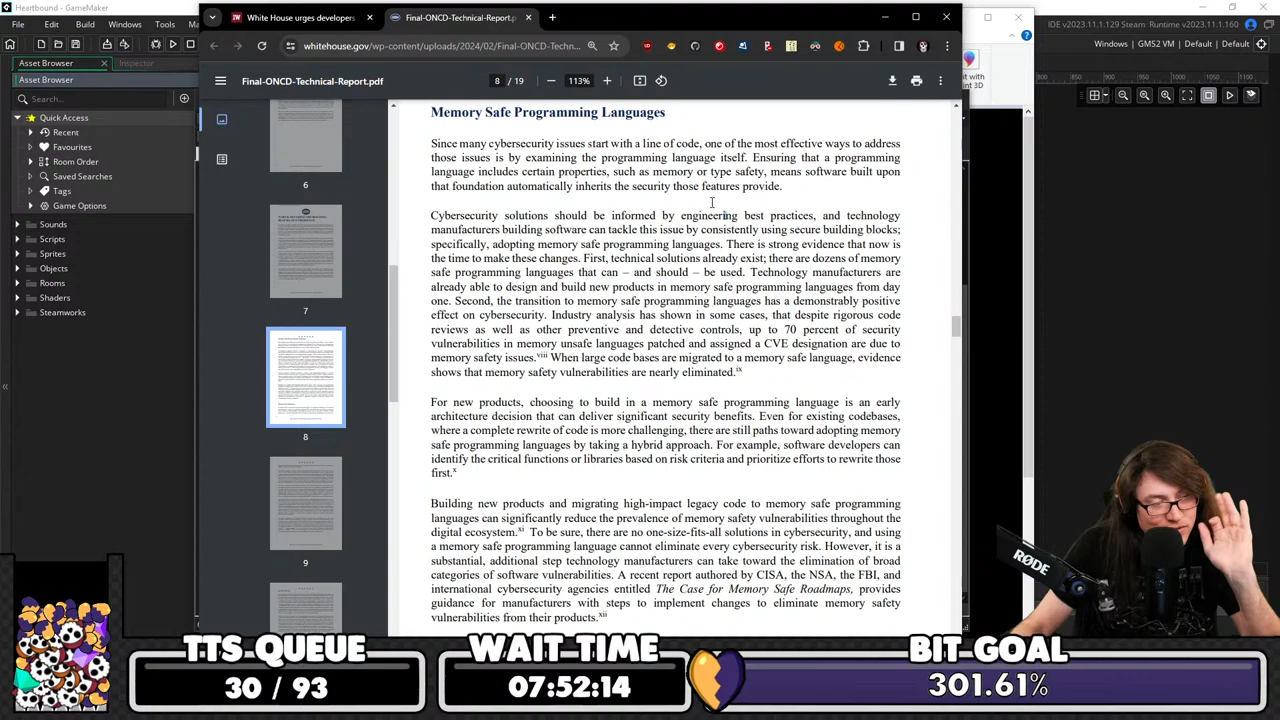 Heartbound - GameMaker
White House urges developers
Final-ONCD-Technical-Report.p
IDE v2023.11.1.129 Steam Runtime v2023.11.1.160
File Edit Build Windows Tools
whitehouse.gov/wp-content/uploads/2024/02/Final-ONCD-Techn...
Windows | GMS2 VM | Default | Default
Asset Browser
Inspector
Asset Browser
Final-ONCD-Technical-Report.pdf
8 / 19
113%
it with
int 3D
800 850 900 950 1000 1050 1100
Search...
Quick Access
Recent
Favourites
Room Order
Saved Searches
Tags
Game Options
Sounds
Scripts
Sprites
Objects
Rooms
Shaders
Steamworks
6
7
8
9
Memory Safe Programming Languages
Since many cybersecurity issues start with a line of code, one of the most effective ways to address
those issues is by examining the programming language itself. Ensuring that a programming
language includes certain properties, such as memory or type safety, means software built upon
that foundation automatically inherits the security those features provide.
Cybersecurity solutions should be informed by engineering best practices, and technology
manufacturers building software can tackle this issue by consistently using secure building blocks;
specifically, adopting memory safe programming languages. There is strong evidence that now is
the time to make these changes. First, technical solutions already exist; there are dozens of memory
safe programming languages that can – and should – be used. Technology manufacturers are
already able to design and build new products in memory safe programming languages from day
one. Second, the transition to memory safe programming languages has a demonstrably positive
effect on cybersecurity. Industry analysis has shown in some cases, that despite rigorous code
reviews as well as other preventive and detective controls, up to 70 percent of security
vulnerabilities in memory unsafe languages patched and assigned a CVE designation are due to
memory safety issues.viii When large code bases are migrated to a memory safe language, evidence
shows that memory safety vulnerabilities are nearly eliminated.ix
For new products, choosing to build in a memory safe programming language is an early
architecture decision that can deliver significant security benefits. Even for existing codebases,
where a complete rewrite of code is more challenging, there are still paths toward adopting memory
safe programming languages by taking a hybrid approach. For example, software developers can
identify the critical functions or libraries based on risk criteria and prioritize efforts to rewrite those
first.x
Building new products and migrating high-impact legacy code to memory safe programming
languages can significantly reduce the prevalence of memory safety vulnerabilities throughout the
digital ecosystem.xi To be sure, there are no one-size-fits-all solutions in cybersecurity, and using
a memory safe programming language cannot eliminate every cybersecurity risk. However, it is a
substantial, additional step technology manufacturers can take toward the elimination of broad
categories of software vulnerabilities. A recent report authored by CISA, the NSA, the FBI, and
international cybersecurity agencies entitled The Case for Memory Safe Roadmaps, provides
guidance for manufacturers with steps to implement changes to eliminate memory safety
vulnerabilities from their products.xii
RØDE
TTS QUEUE
30 / 93
WAIT TIME
07:52:14
BIT GOAL
301.61%